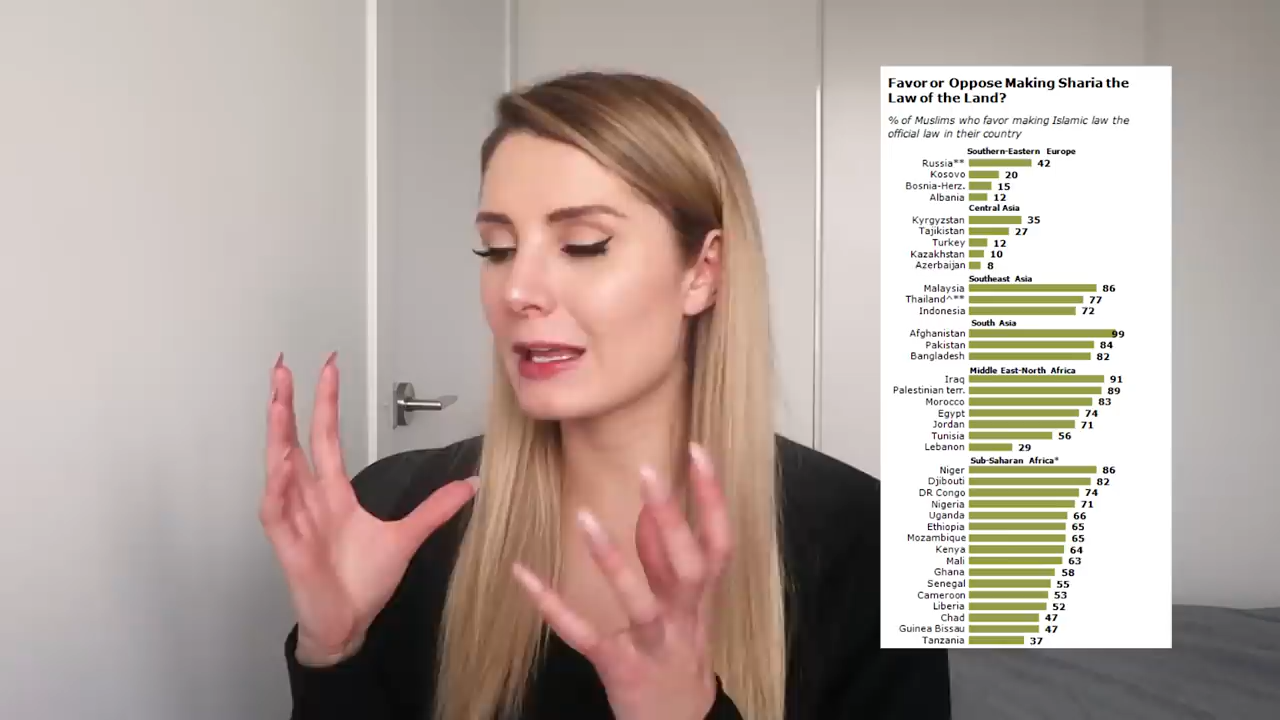 Favor or Oppose Making Sharia the
Law of the Land?
% of Muslims who favor making Islamic law the
official law in their country
Southern-Eastern Europe
Russia** 42
Kosovo 20
Bosnia-Herz. 15
Albania 12
Central Asia
Kyrgyzstan 35
Tajikistan 27
Turkey 12
Kazakhstan 10
Azerbaijan 8
Southeast Asia
Malaysia 86
Thailand^** 77
Indonesia 72
South Asia
Afghanistan 99
Pakistan 84
Bangladesh 82
Middle East-North Africa
Iraq 91
Palestinian terr. 89
Morocco 83
Egypt 74
Jordan 71
Tunisia 56
Lebanon 29
Sub-Saharan Africa*
Niger 86
Djibouti 82
DR Congo 74
Nigeria 71
Uganda 66
Ethiopia 65
Mozambique 65
Kenya 64
Mali 63
Ghana 58
Senegal 55
Cameroon 53
Liberia 52
Chad 47
Guinea Bissau 47
Tanzania 37